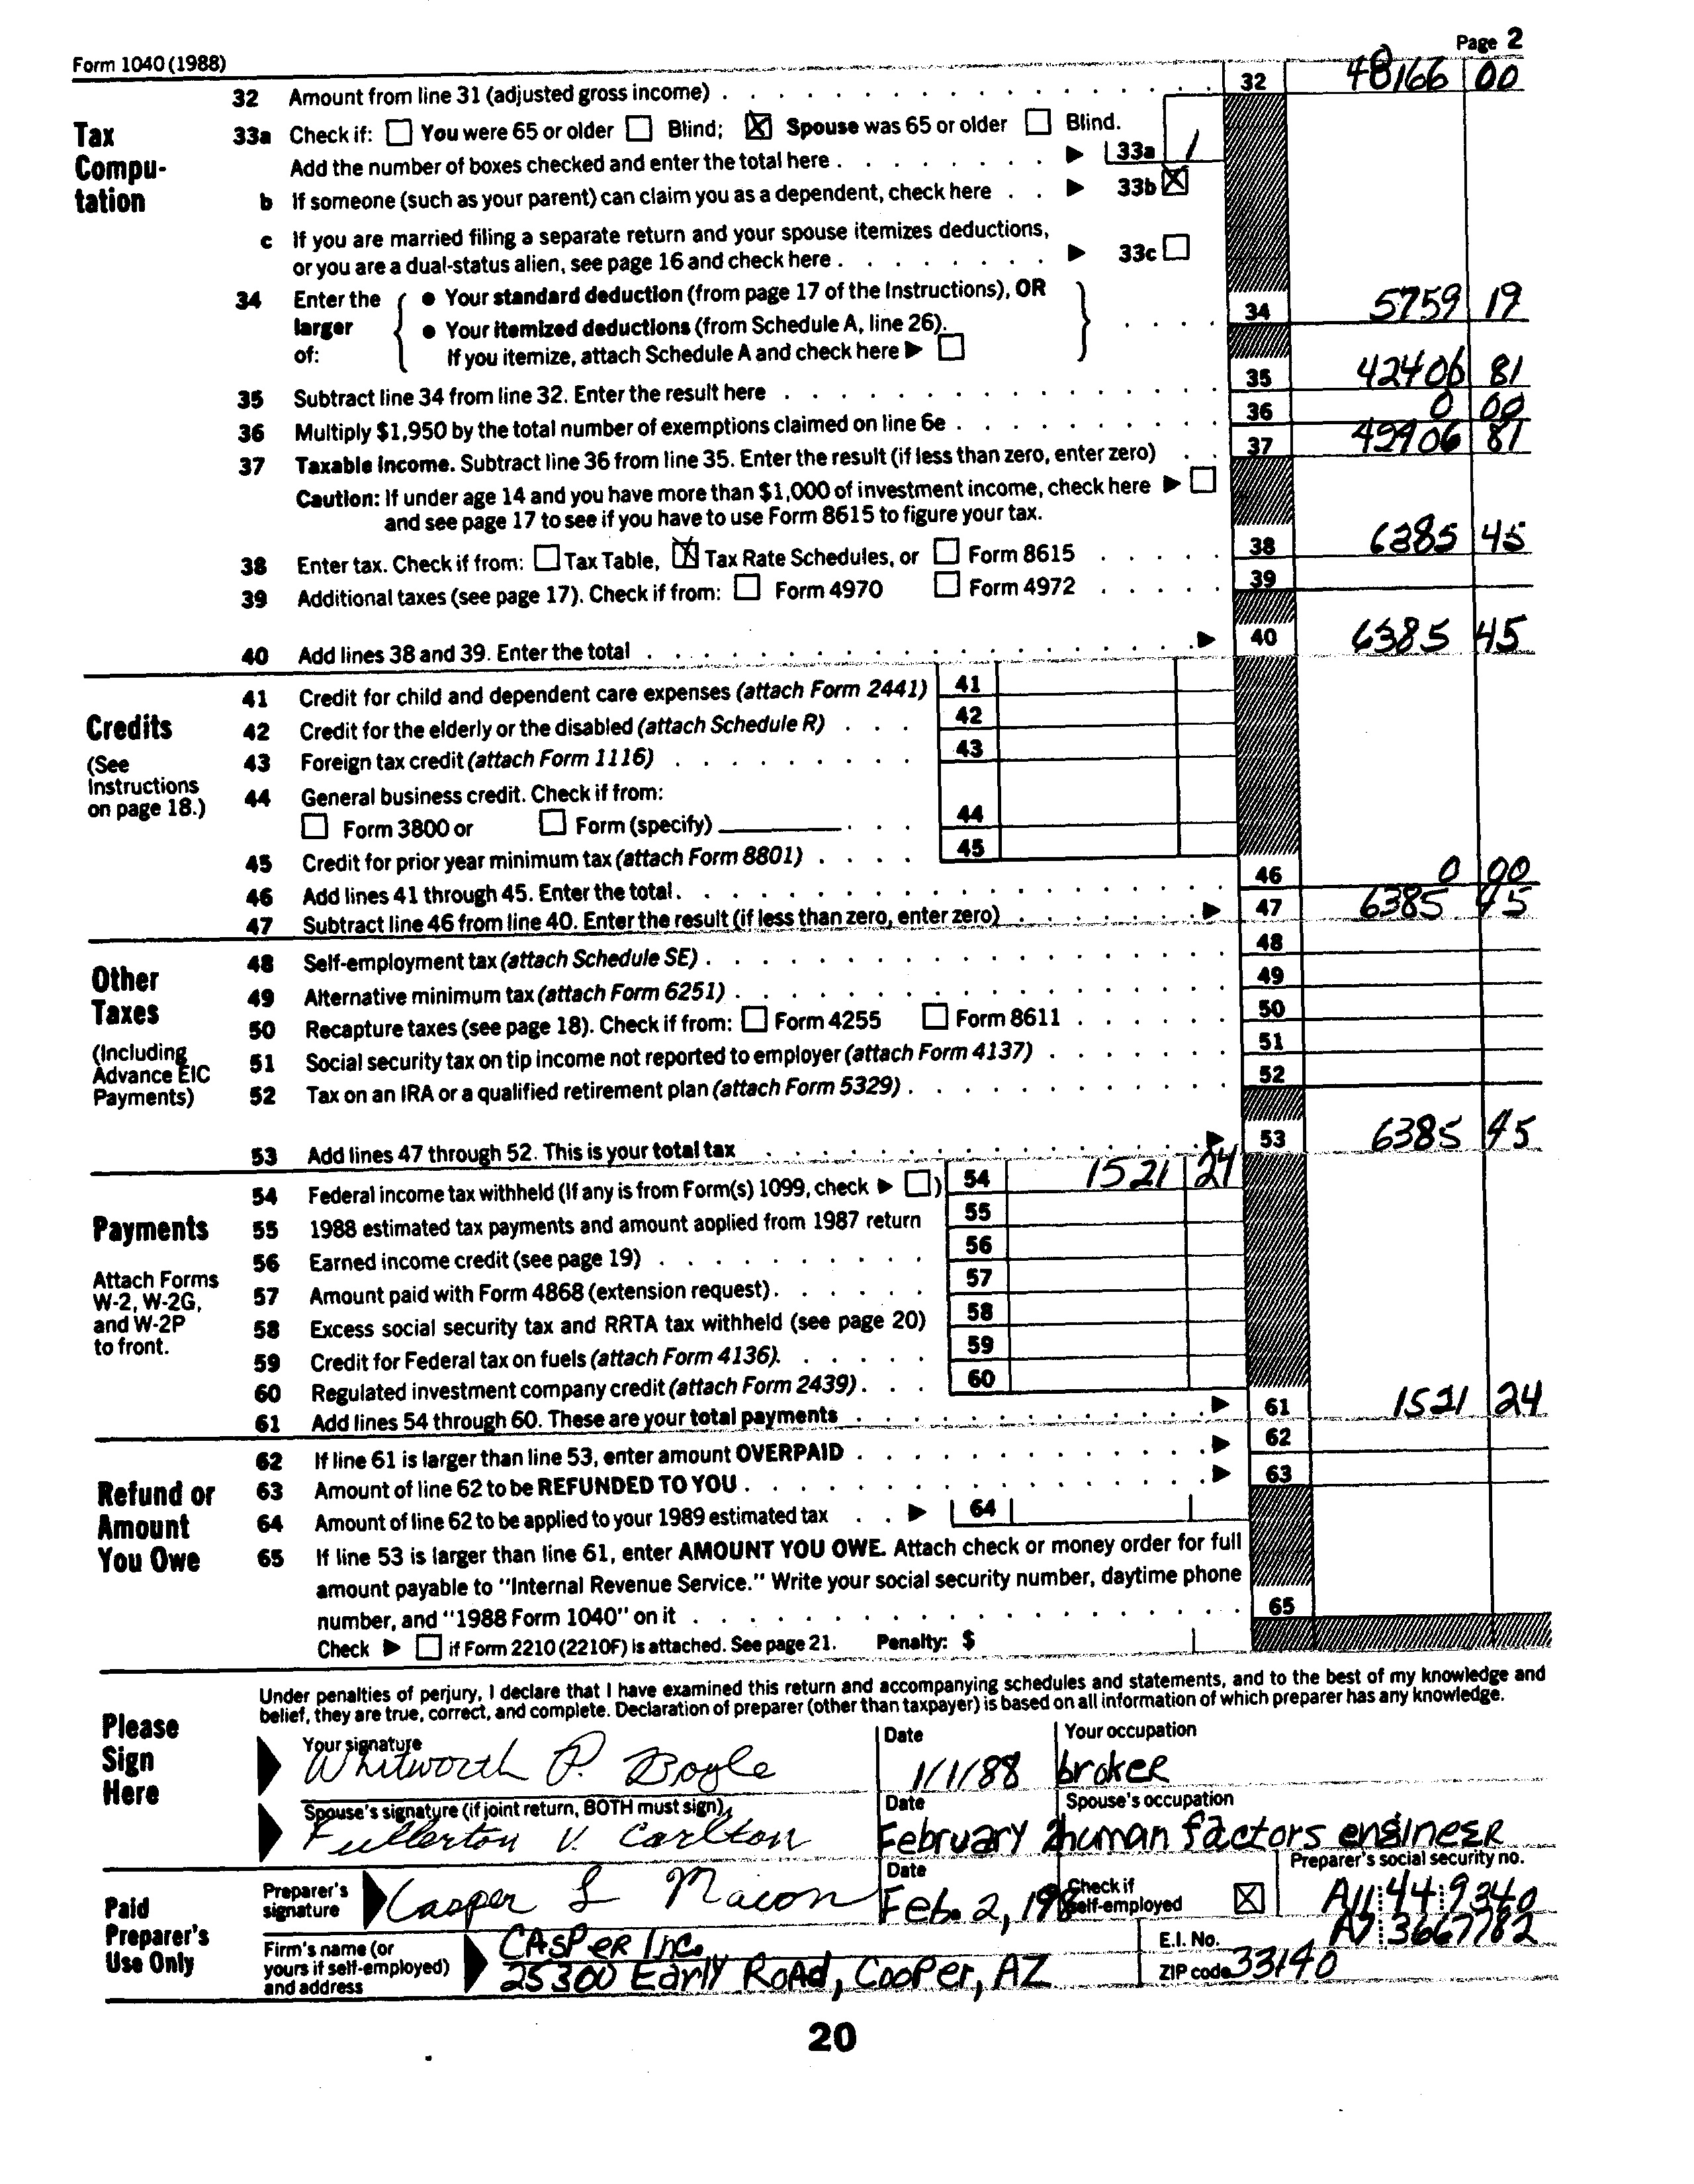 Form 1040 (1988) Page 2
32 Amount from line 31 (adjusted gross income) 32 48166 00
Tax Compu-tation
33a Check if: You were 65 or older Blind; Spouse was 65 or older Blind.
Add the number of boxes checked and enter the total here 33a 1
b If someone (such as your parent) can claim you as a dependent, check here 33b
c If you are married filing a separate return and your spouse itemizes deductions,
or you are a dual-status alien, see page 16 and check here 33c
34 Enter the larger of:
● Your standard deduction (from page 17 of the Instructions), OR
● Your itemized deductions (from Schedule A, line 26).
If you itemize, attach Schedule A and check here
34 5759 19
35 Subtract line 34 from line 32. Enter the result here 35 42406 81
36 Multiply $1,950 by the total number of exemptions claimed on line 6e 36 0 00
37 Taxable income. Subtract line 36 from line 35. Enter the result (if less than zero, enter zero) 37 42406 81
Caution: If under age 14 and you have more than $1,000 of investment income, check here
and see page 17 to see if you have to use Form 8615 to figure your tax.
38 Enter tax. Check if from: Tax Table, Tax Rate Schedules, or Form 8615 38 6385 45
39 Additional taxes (see page 17). Check if from: Form 4970 Form 4972 39
40 Add lines 38 and 39. Enter the total 40 6385 45
Credits
(See Instructions on page 18.)
41 Credit for child and dependent care expenses (attach Form 2441) 41
42 Credit for the elderly or the disabled (attach Schedule R) 42
43 Foreign tax credit (attach Form 1116) 43
44 General business credit. Check if from:
Form 3800 or Form (specify) 44
45 Credit for prior year minimum tax (attach Form 8801) 45
46 Add lines 41 through 45. Enter the total 46 0 00
47 Subtract line 46 from line 40. Enter the result (if less than zero, enter zero) 47 6385 45
Other Taxes
(Including Advance EIC Payments)
48 Self-employment tax (attach Schedule SE) 48
49 Alternative minimum tax (attach Form 6251) 49
50 Recapture taxes (see page 18). Check if from: Form 4255 Form 8611 50
51 Social security tax on tip income not reported to employer (attach Form 4137) 51
52 Tax on an IRA or a qualified retirement plan (attach Form 5329) 52
53 Add lines 47 through 52. This is your total tax 53 6385 45
Payments
Attach Forms W-2, W-2G, and W-2P to front.
54 Federal income tax withheld (If any is from Form(s) 1099, check ) 54 1521 24
55 1988 estimated tax payments and amount applied from 1987 return 55
56 Earned income credit (see page 19) 56
57 Amount paid with Form 4868 (extension request) 57
58 Excess social security tax and RRTA tax withheld (see page 20) 58
59 Credit for Federal tax on fuels (attach Form 4136). 59
60 Regulated investment company credit (attach Form 2439) 60
61 Add lines 54 through 60. These are your total payments 61 1521 24
Refund or Amount You Owe
62 If line 61 is larger than line 53, enter amount OVERPAID 62
63 Amount of line 62 to be REFUNDED TO YOU 63
64 Amount of line 62 to be applied to your 1989 estimated tax 64
65 If line 53 is larger than line 61, enter AMOUNT YOU OWE. Attach check or money order for full
amount payable to "Internal Revenue Service." Write your social security number, daytime phone
number, and "1988 Form 1040" on it 65
Check if Form 2210 (2210F) is attached. See page 21. Penalty: $
Please Sign Here
Under penalties of perjury, I declare that I have examined this return and accompanying schedules and statements, and to the best of my knowledge and
belief, they are true, correct, and complete. Declaration of preparer (other than taxpayer) is based on all information of which preparer has any knowledge.
Your signature Date Your occupation
Whitworth P. Boyle 1/1/88 broker
Spouse's signature (if joint return, BOTH must sign) Date Spouse's occupation
Fullerton V. Carlton February 2 human factors engineer
Paid Preparer's Use Only
Preparer's signature Casper L Macon Date Feb. 2, 198 Check if self-employed Preparer's social security no. A11 44 9340
Firm's name (or yours if self-employed) and address
CASPER Inc. E.I. No. A7 3667782
25300 Early Road, Cooper, AZ ZIP code 33140
20